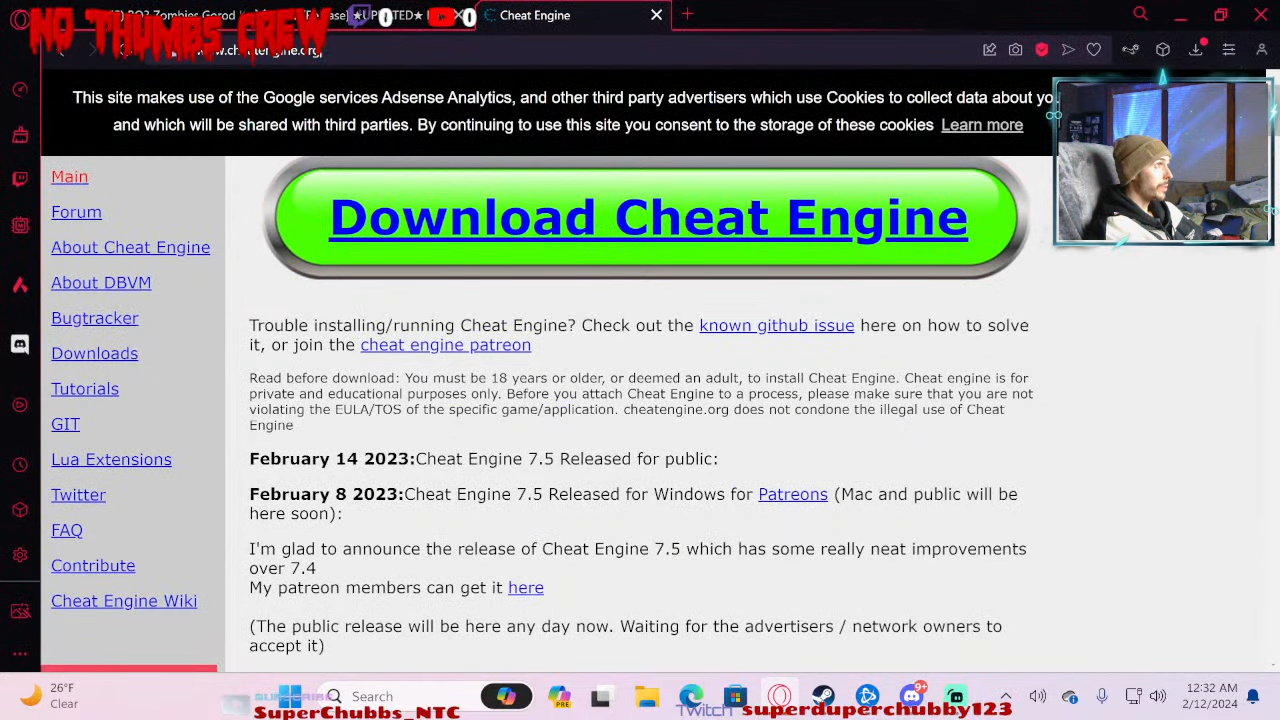 NO THUMBS CREW
BO3 Zombies Gorod
0
0
Cheat Engine
www.cheatengine.org
This site makes use of the Google services Adsense Analytics, and other third party advertisers which use Cookies to collect data about yo
and which will be shared with third parties. By continuing to use this site you consent to the storage of these cookies Learn more
Main
Forum
About Cheat Engine
About DBVM
Bugtracker
Downloads
Tutorials
GIT
Lua Extensions
Twitter
FAQ
Contribute
Cheat Engine Wiki
Download Cheat Engine
Trouble installing/running Cheat Engine? Check out the known github issue here on how to solve
it, or join the cheat engine patreon
Read before download: You must be 18 years or older, or deemed an adult, to install Cheat Engine. Cheat engine is for
private and educational purposes only. Before you attach Cheat Engine to a process, please make sure that you are not
violating the EULA/TOS of the specific game/application. cheatengine.org does not condone the illegal use of Cheat
Engine
February 14 2023:Cheat Engine 7.5 Released for public:
February 8 2023:Cheat Engine 7.5 Released for Windows for Patreons (Mac and public will be
here soon):
I'm glad to announce the release of Cheat Engine 7.5 which has some really neat improvements
over 7.4
My patreon members can get it here
(The public release will be here any day now. Waiting for the advertisers / network owners to
accept it)
26°F
Clear
SUBSCRIBE
SuperChubbs_NTC
Search
PRE
9+
Twitch superduperchubby123
12:32 AM
2/12/2024